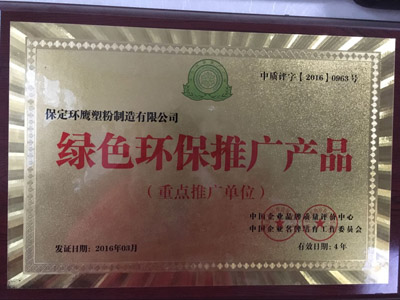 中质评字【2016】0963号
保定环鹰塑粉制造有限公司
绿色环保推广产品
(重点推广单位)
中国企业品牌质量评价中心
中国企业名牌培育工作委员会
发证日期：2016年03月
有效日期：4年